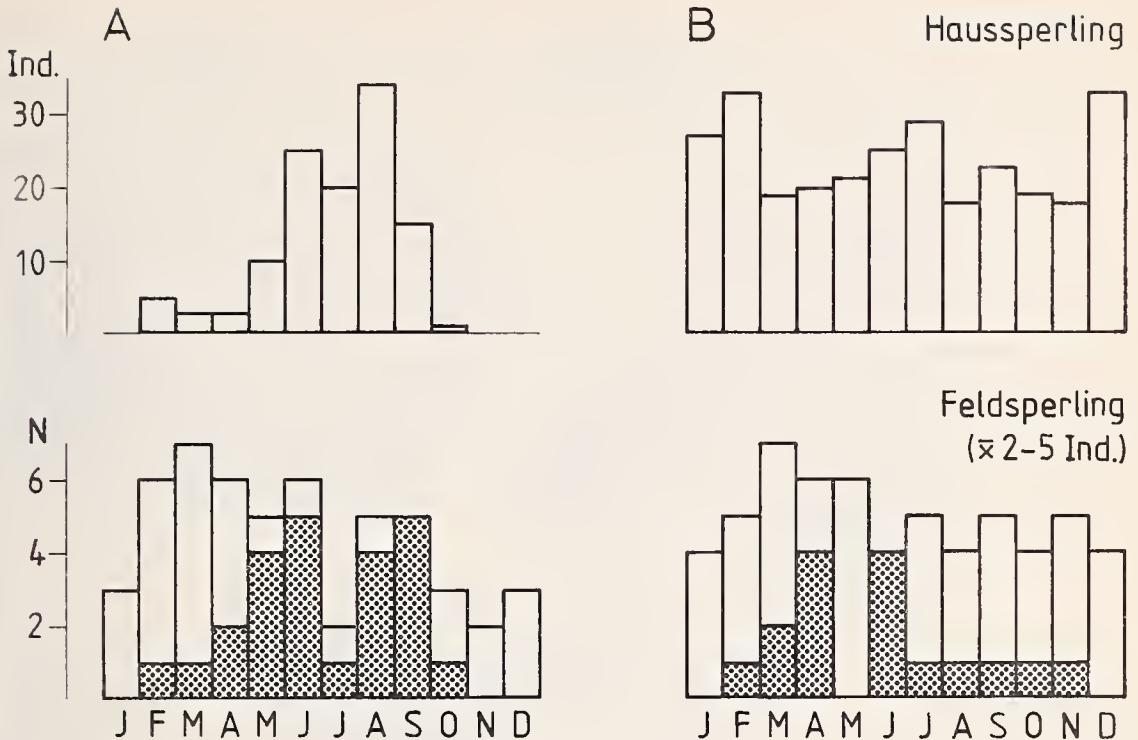 A
B
Haussperling
Ind.
30
20
10
Feldsperling
(x̄ 2–5 Ind.)
N
6
4
2
J F M A M J J A S O N D
J F M A M J J A S O N D